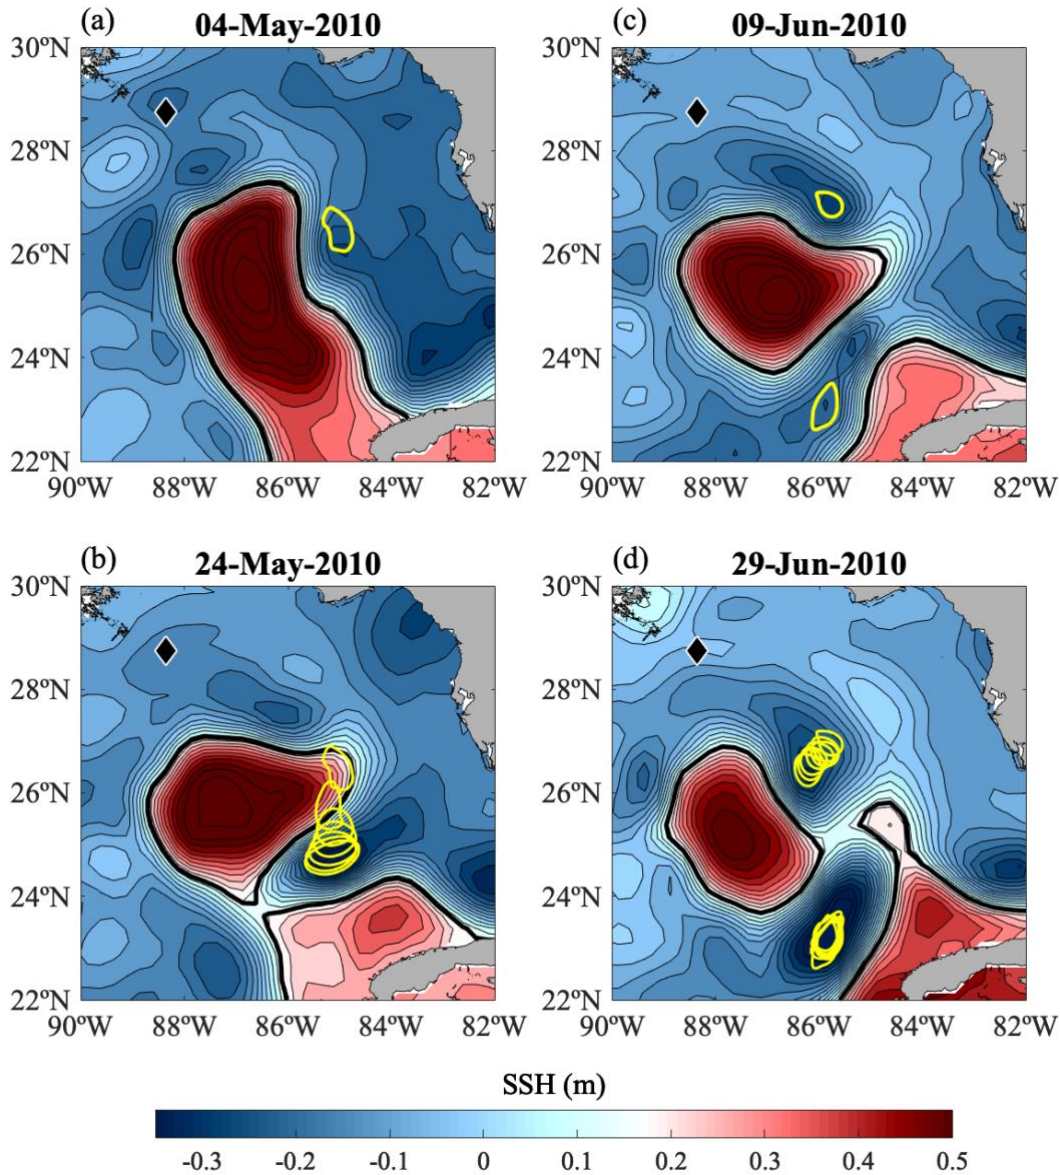 (a)
04-May-2010
30ºN
28ºN
26ºN
24ºN
22ºN
90ºW 88ºW 86ºW 84ºW 82ºW
(c)
09-Jun-2010
30ºN
28ºN
26ºN
24ºN
22ºN
90ºW 88ºW 86ºW 84ºW 82ºW
(b)
24-May-2010
30ºN
28ºN
26ºN
24ºN
22ºN
90ºW 88ºW 86ºW 84ºW 82ºW
(d)
29-Jun-2010
30ºN
28ºN
26ºN
24ºN
22ºN
90ºW 88ºW 86ºW 84ºW 82ºW
SSH (m)
-0.3 -0.2 -0.1 0 0.1 0.2 0.3 0.4 0.5